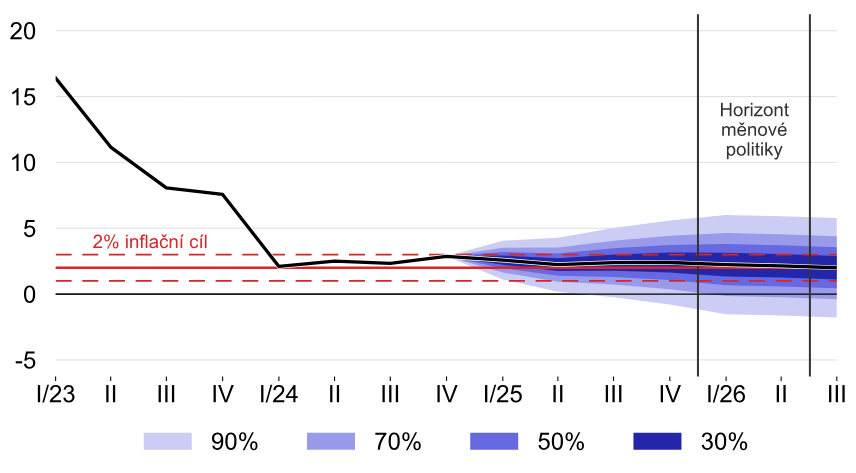 20
15
10
5
0
-5
Horizont
měnové
politiky
2% inflační cíl
I/23 II III IV I/24 II III IV I/25 II III IV I/26 II III
90% 70% 50% 30%